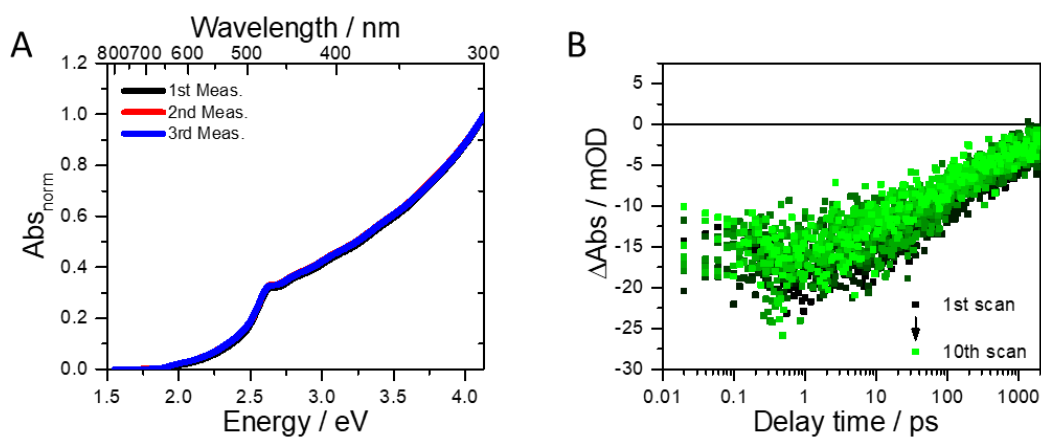 A
Wavelength / nm
800 700 600 500 400 300
1.2
1.0
0.8
0.6
0.4
0.2
0.0
Abs_norm
1st Meas.
2nd Meas.
3rd Meas.
1.5 2.0 2.5 3.0 3.5 4.0
Energy / eV
B
5
0
-5
-10
-15
-20
-25
-30
ΔAbs / mOD
1st scan
10th scan
0.01 0.1 1 10 100 1000
Delay time / ps